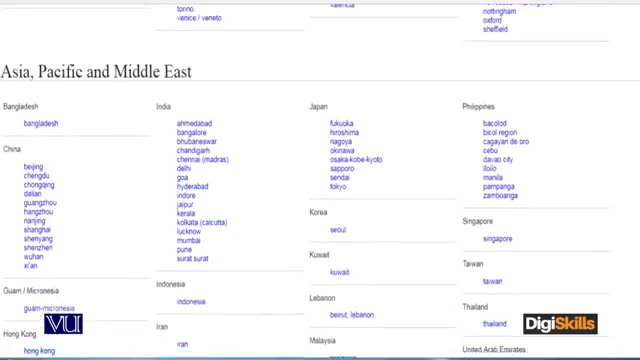 torino
venice / veneto
valencia
nottingham
oxford
sheffield
Asia, Pacific and Middle East
Bangladesh
bangladesh
China
beijing
chengdu
chongqing
dalian
guangzhou
hangzhou
nanjing
shanghai
shenyang
shenzhen
wuhan
xi'an
Guam / Micronesia
guam-micronesia
Hong Kong
hong kong
India
ahmedabad
bangalore
bhubaneswar
chandigarh
chennai (madras)
delhi
goa
hyderabad
indore
jaipur
kerala
kolkata (calcutta)
lucknow
mumbai
pune
surat surat
Indonesia
indonesia
Iran
iran
Japan
fukuoka
hiroshima
nagoya
okinawa
osaka-kobe-kyoto
sapporo
sendai
tokyo
Korea
seoul
Kuwait
kuwait
Lebanon
beirut, lebanon
Malaysia
Philippines
bacolod
bicol region
cagayan de oro
cebu
davao city
iloilo
manila
pampanga
zamboanga
Singapore
singapore
Taiwan
taiwan
Thailand
thailand
United Arab Emirates
VU
DigiSkills